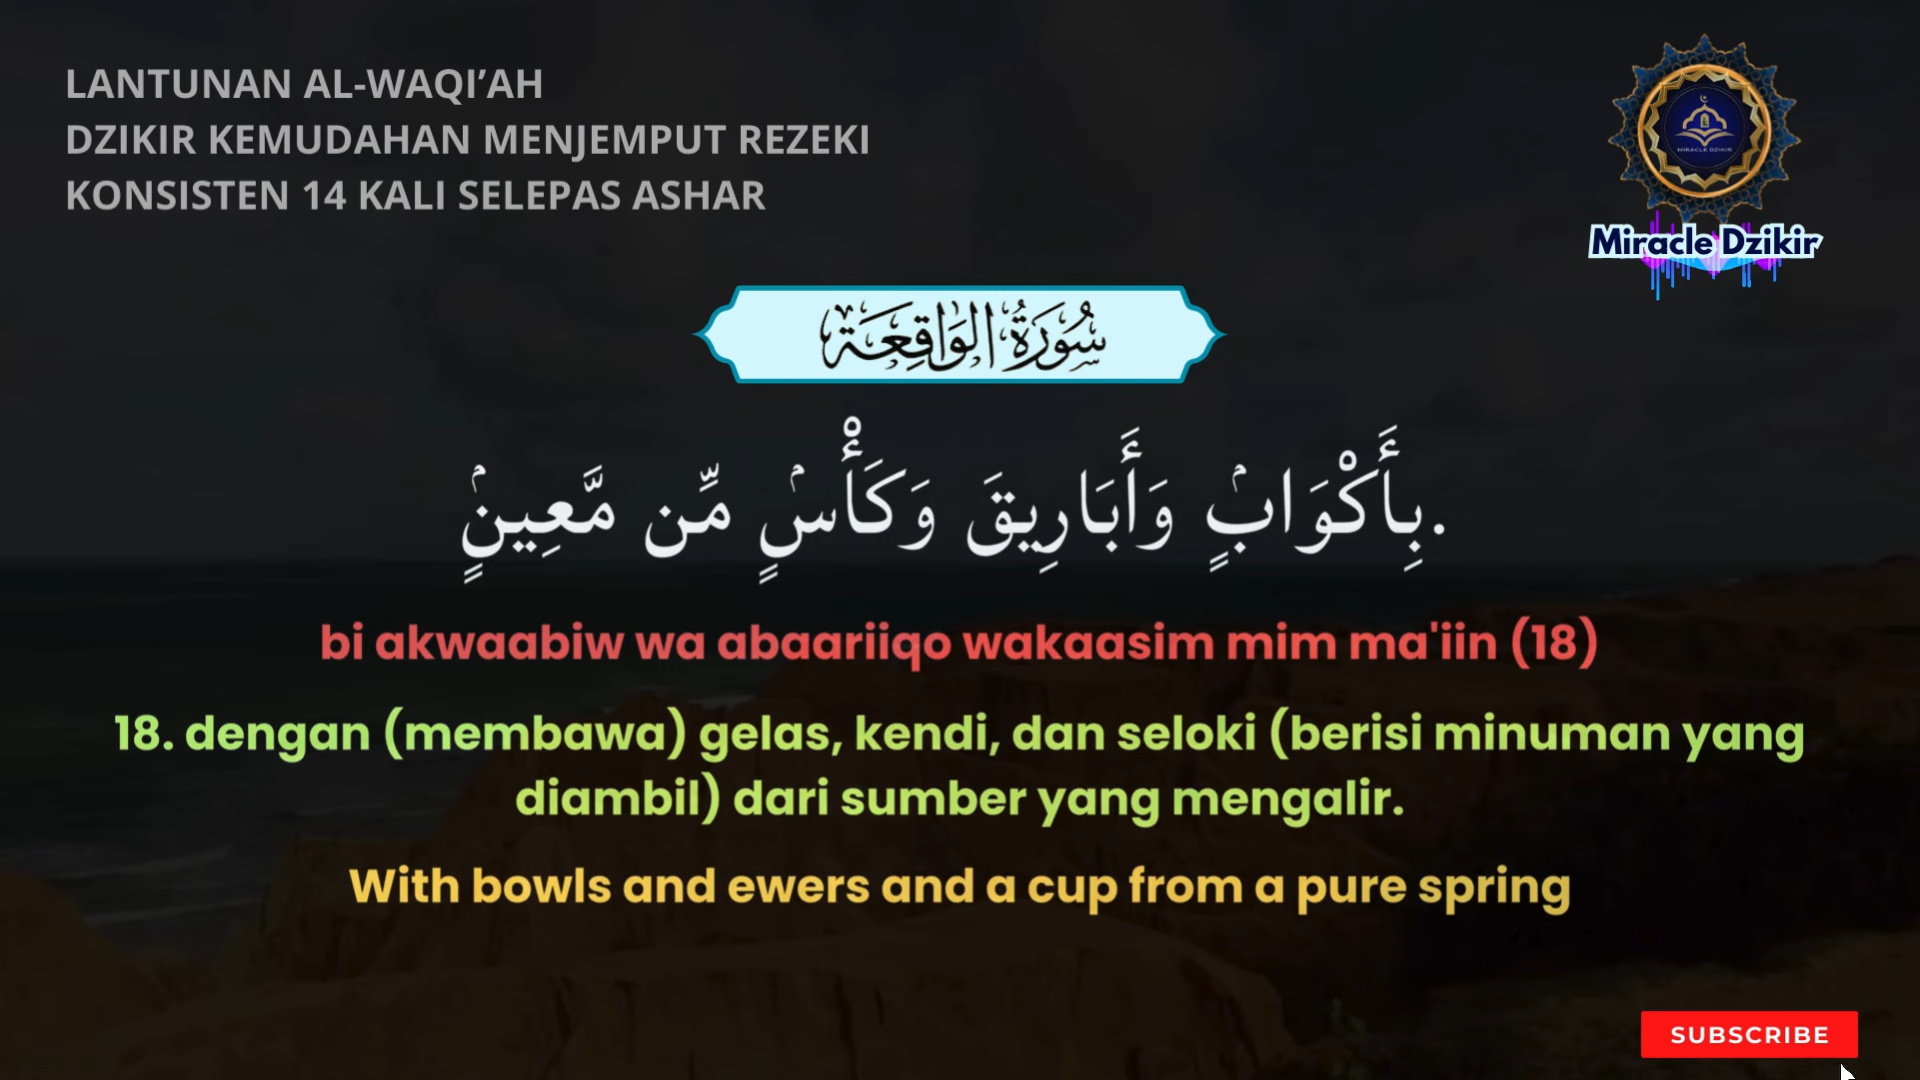 LANTUNAN AL-WAQI’AH
DZIKIR KEMUDAHAN MENJEMPUT REZEKI
KONSISTEN 14 KALI SELEPAS ASHAR
MIRACLE DZIKIR
Miracle Dzikir
سُوَرَةُ الوَاقِعَة
بِأَكْوَابٍۢ وَأَبَارِيقَ وَكَأْسٍۢ مِّن مَّعِينٍۢ.
bi akwaabiw wa abaariiqo wakaasim mim ma'iin (18)
18. dengan (membawa) gelas, kendi, dan seloki (berisi minuman yang
diambil) dari sumber yang mengalir.
With bowls and ewers and a cup from a pure spring
SUBSCRIBE